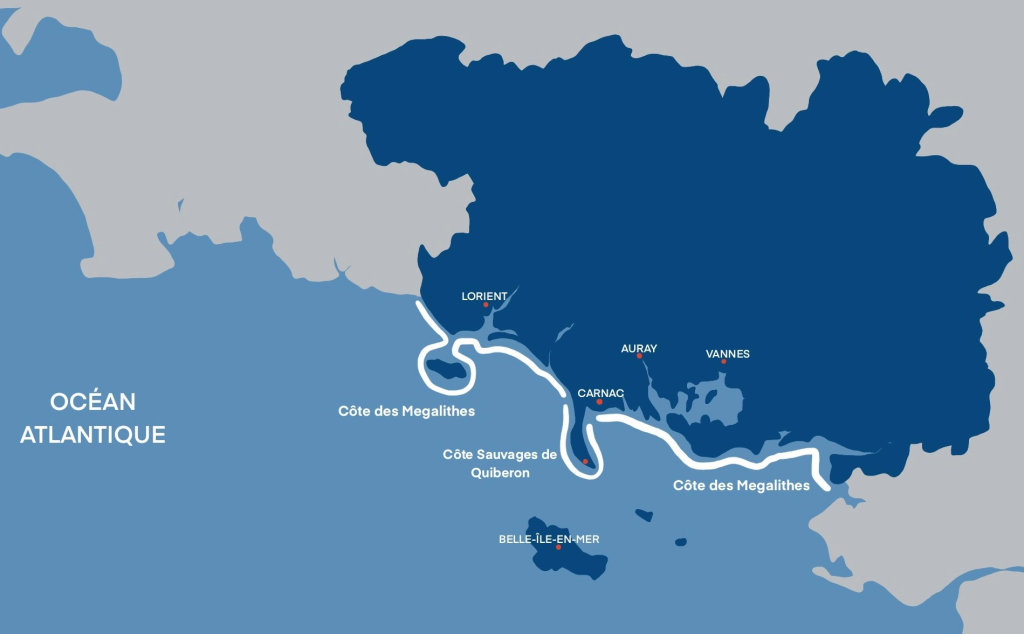 LORIENT
AURAY
VANNES
CARNAC
OCÉAN
ATLANTIQUE
Côte des Megalithes
Côte Sauvages de
Quiberon
Côte des Megalithes
BELLE-ÎLE-EN-MER